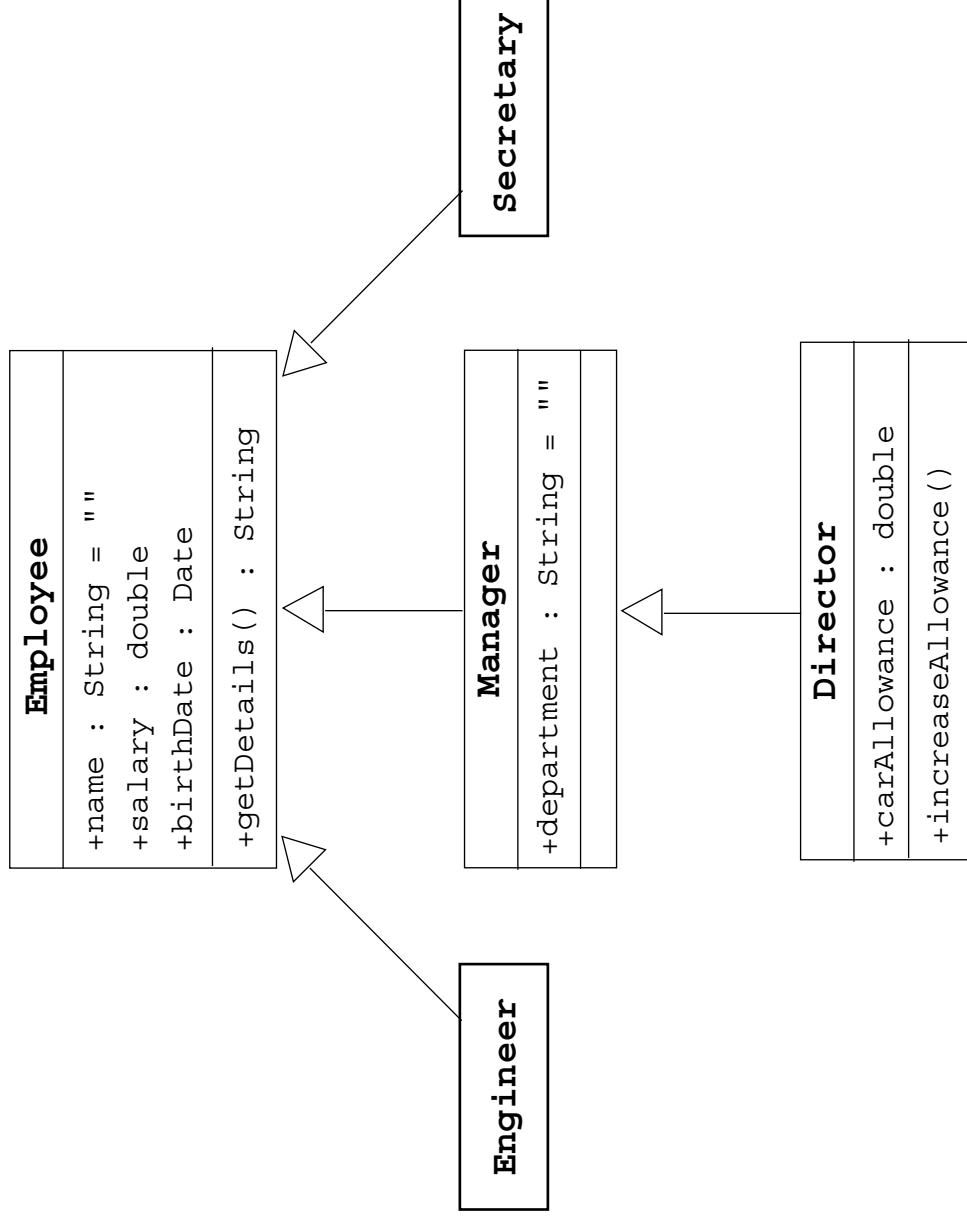 Employee
+name : String = ""
+salary : double
+birthDate : Date
+getDetails() : String
Engineer
Manager
+department : String = ""
Secretary
Director
+carAllowance : double
+increaseAllowance()